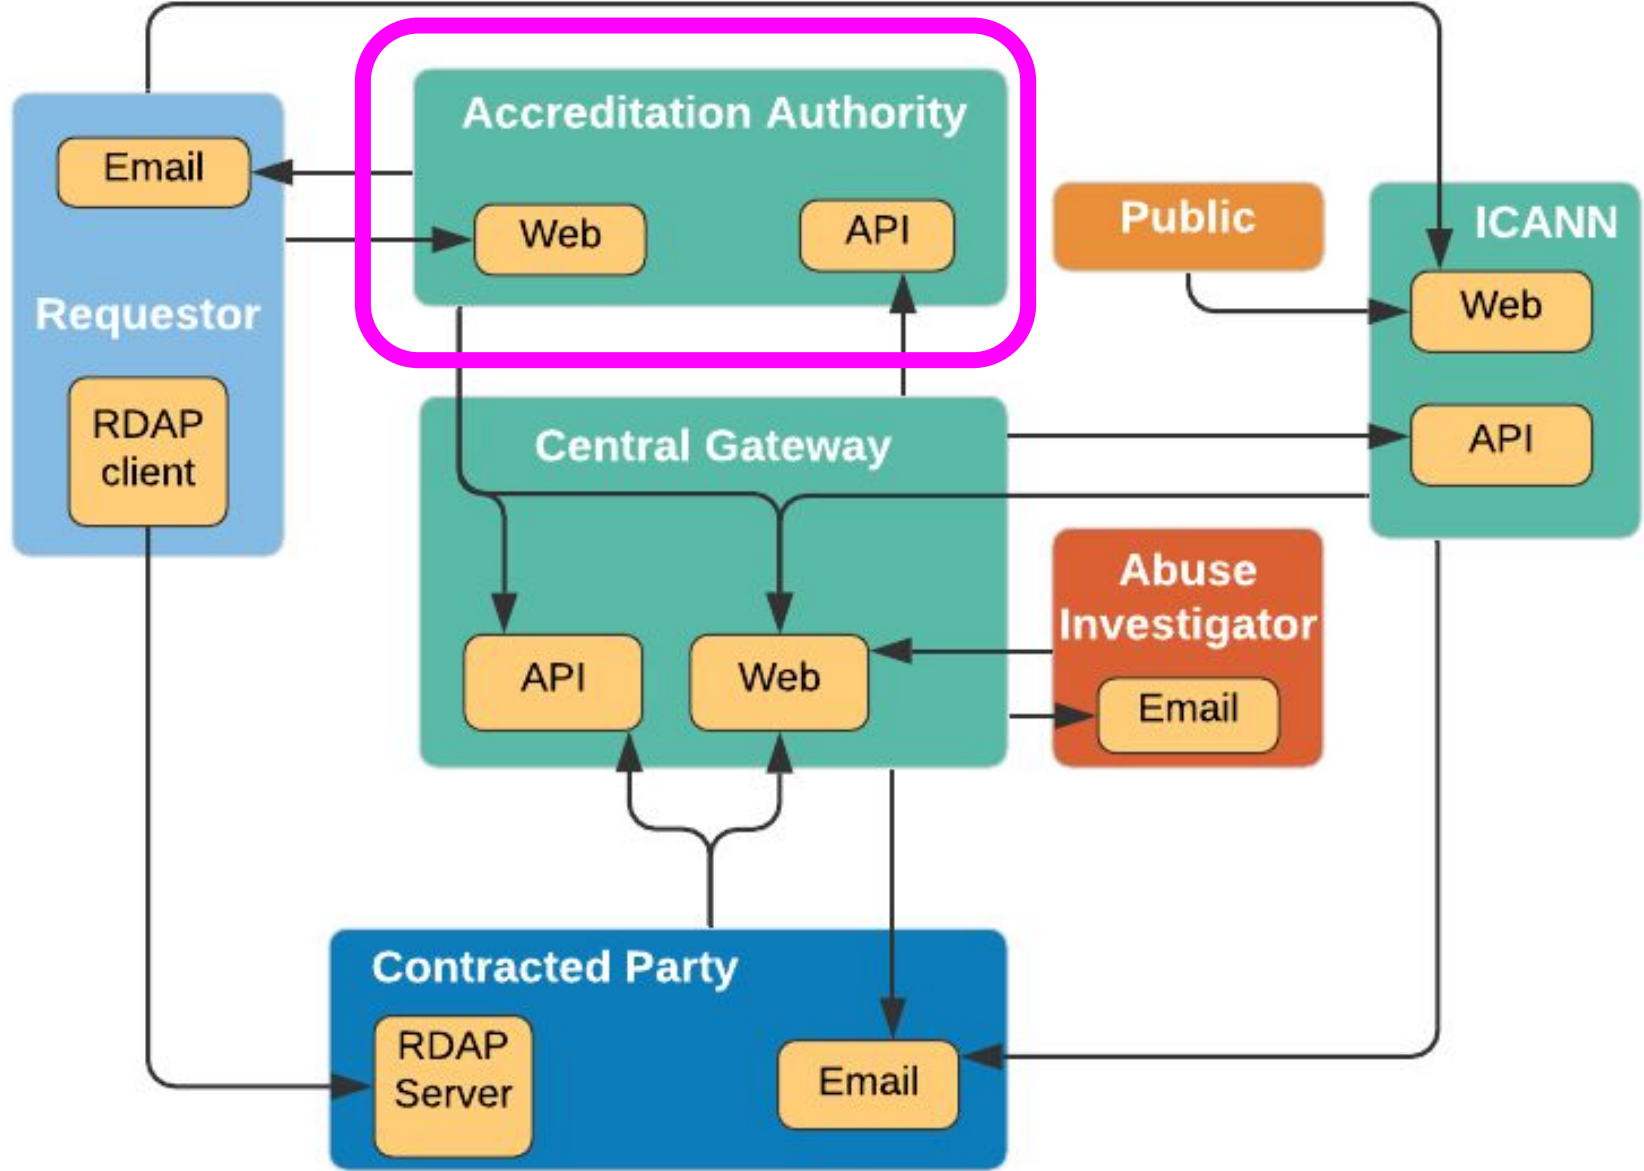 Accreditation Authority
Email
Web
API
Requestor
RDAP
client
Public
ICANN
Web
API
Central Gateway
API
Web
Abuse
Investigator
Email
Contracted Party
RDAP
Server
Email